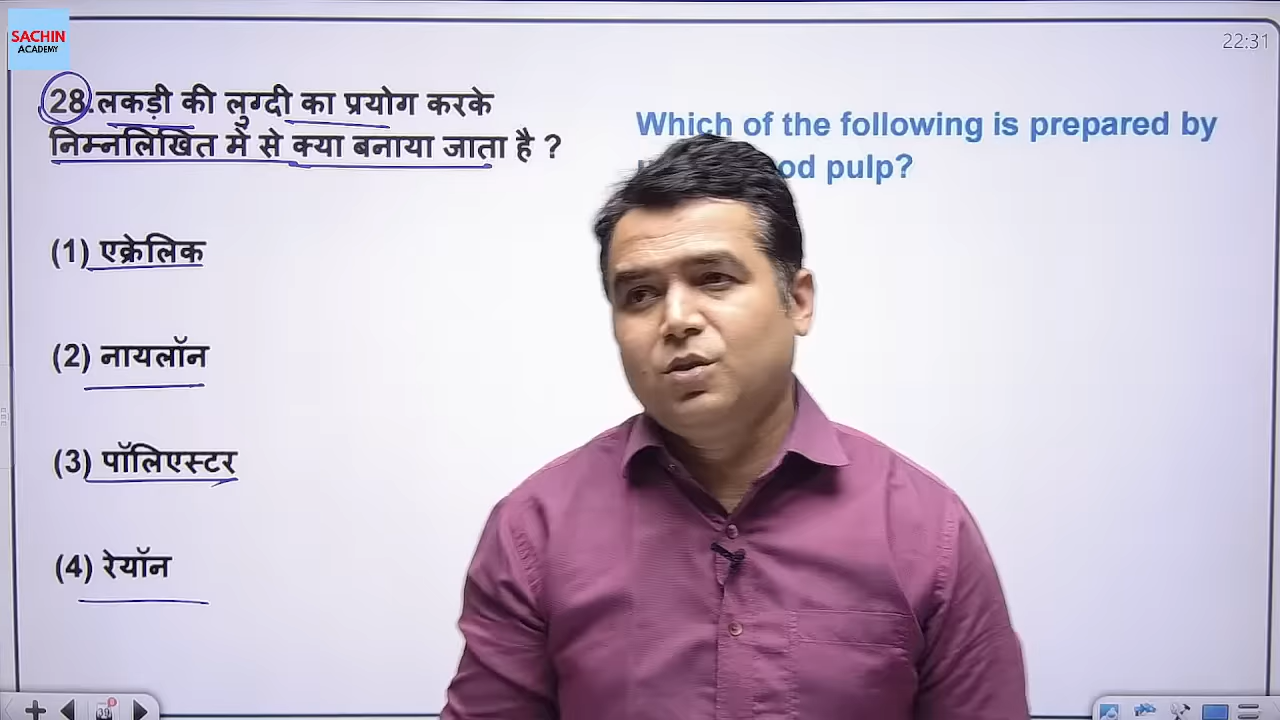 SACHIN
ACADEMY
22:31
28.लकड़ी की लुग्दी का प्रयोग करके
निम्नलिखित में से क्या बनाया जाता है ?
Which of the following is prepared by
pulp?
(1) एक्रेलिक
(2) नायलॉन
(3) पॉलिएस्टर
(4) रेयॉन